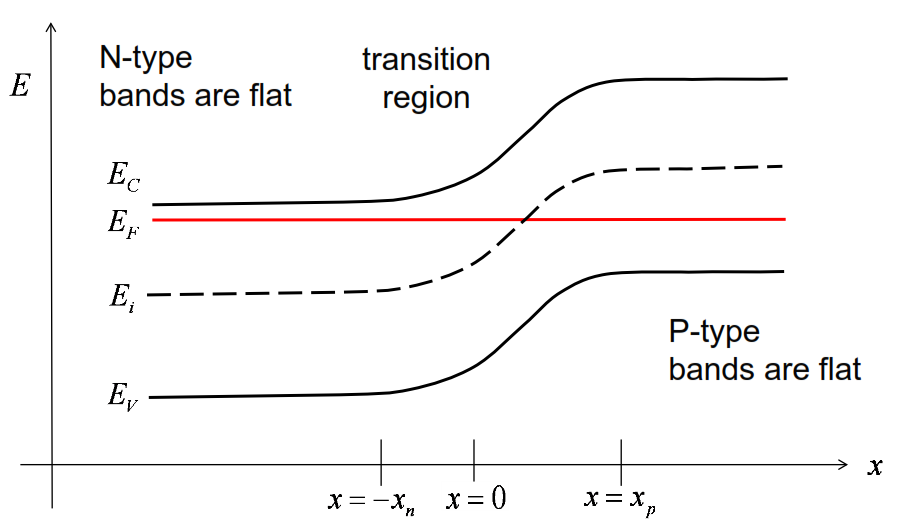 N-type
bands are flat
transition
region
E
E_C
E_F
E_i
E_V
P-type
bands are flat
x
x = −x_n
x = 0
x = x_p